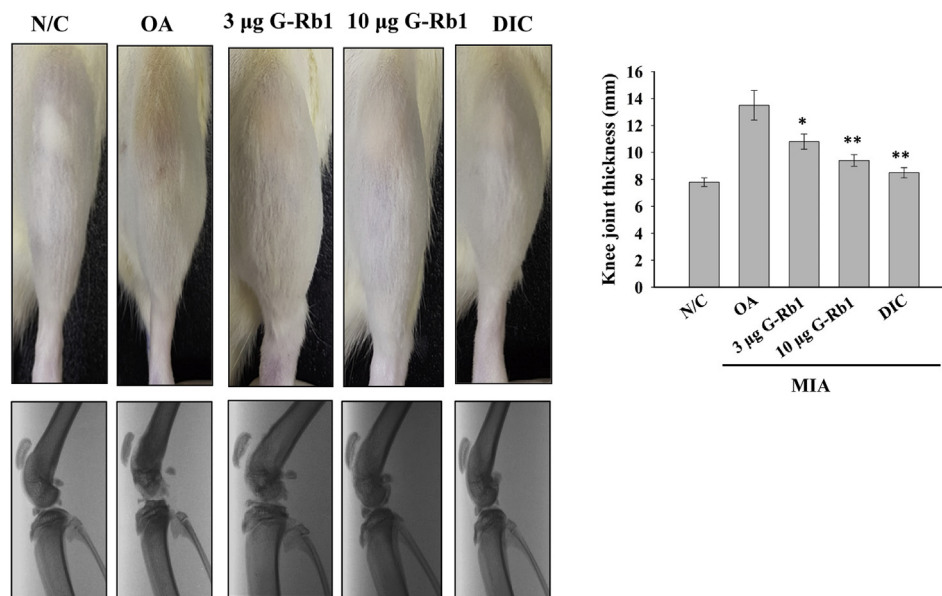 N/C OA 3 µg G-Rb1 10 µg G-Rb1 DIC
Knee joint thickness (mm)
16
14
12
10
8
6
4
2
0
*
**
**
N/C
OA
3 µg G-Rb1
10 µg G-Rb1
DIC
MIA